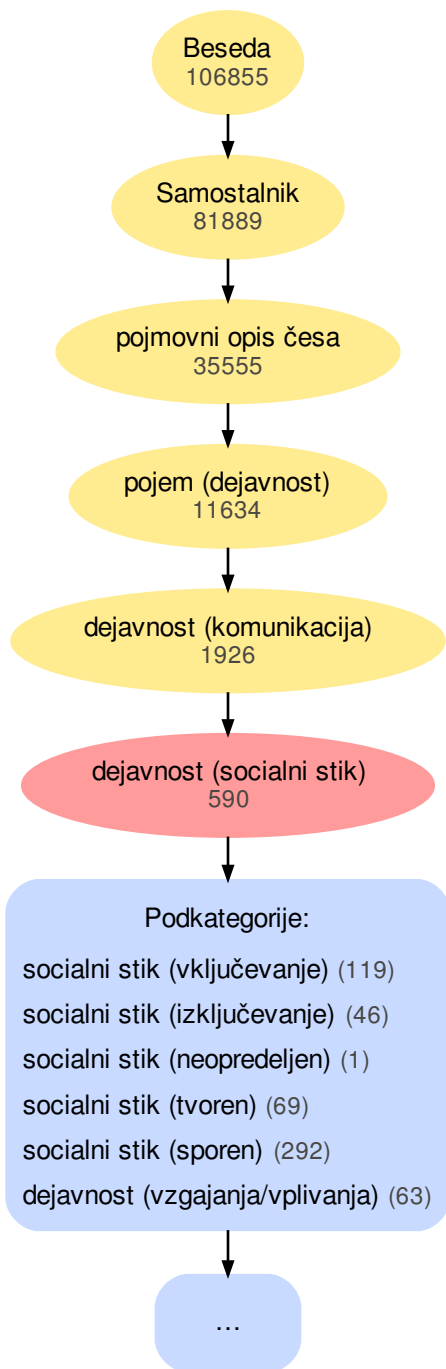 Beseda
106855
Samostalnik
81889
pojmovni opis česa
35555
pojem (dejavnost)
11634
dejavnost (komunikacija)
1926
dejavnost (socialni stik)
590
Podkategorije:
socialni stik (vključevanje) (119)
socialni stik (izključevanje) (46)
socialni stik (neopredeljen) (1)
socialni stik (tvoren) (69)
socialni stik (sporen) (292)
dejavnost (vzgajanja/vplivanja) (63)
...